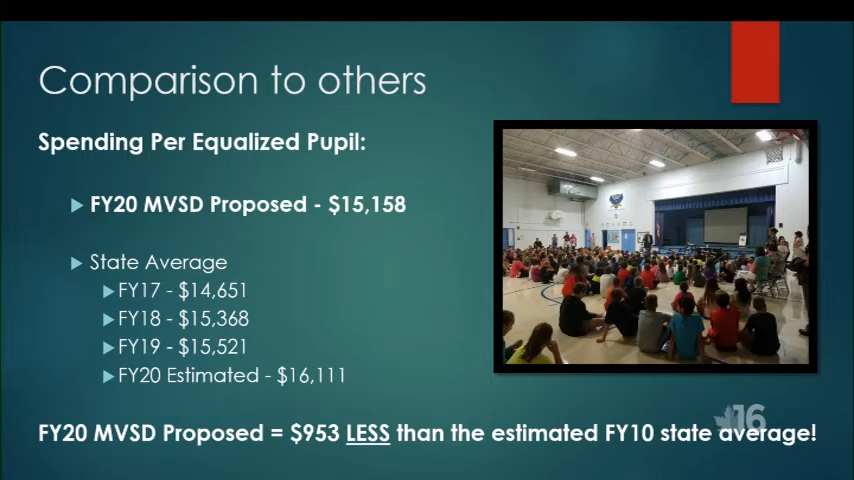 Comparison to others
Spending Per Equalized Pupil:
FY20 MVSD Proposed - $15,158
State Average
FY17 - $14,651
FY18 - $15,368
FY19 - $15,521
FY20 Estimated - $16,111
16
FY20 MVSD Proposed = $953 LESS than the estimated FY10 state average!